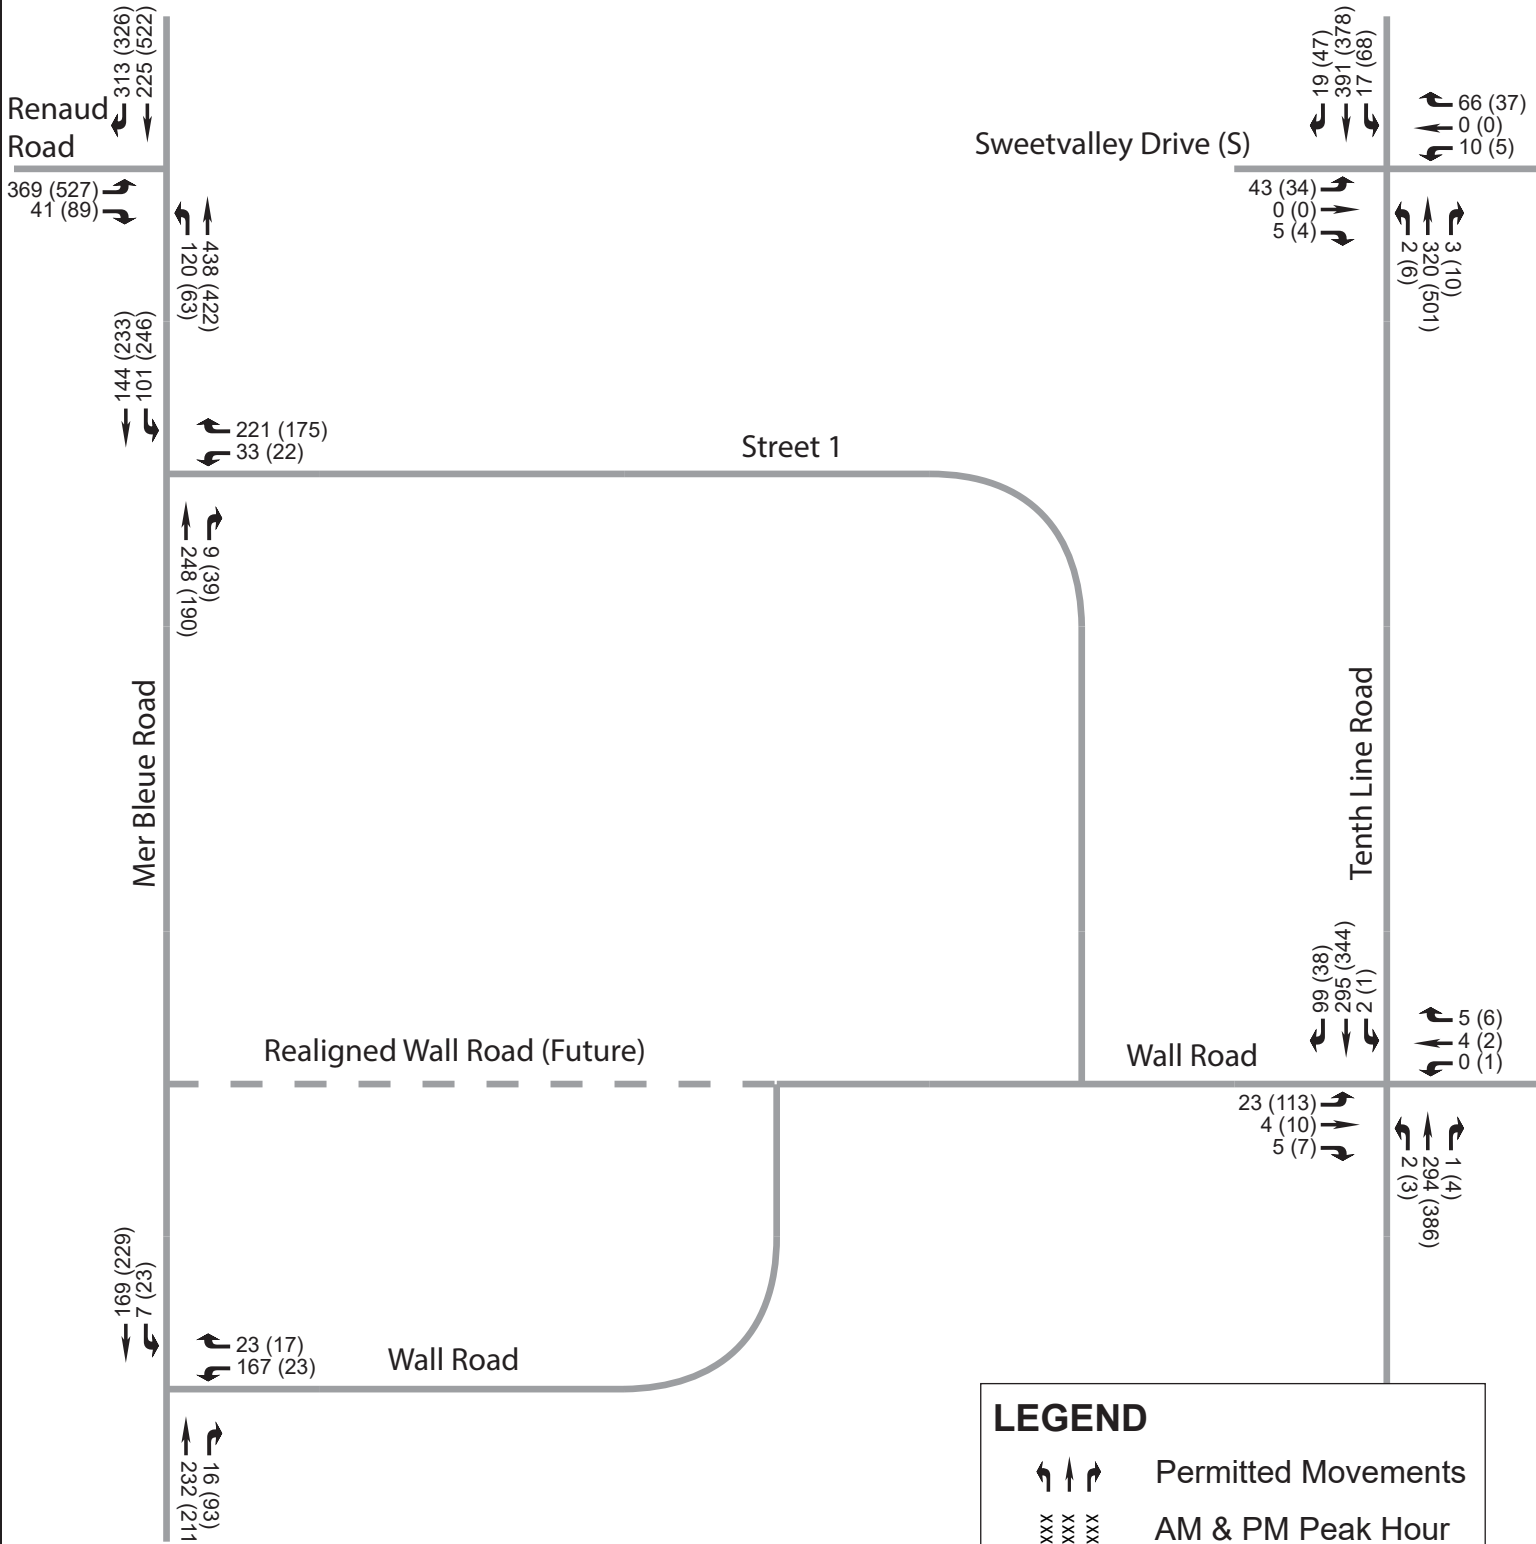 313 (326)
225 (522)
Renaud
Road
369 (527)
41 (89)
120 (63)
438 (422)
19 (47)
391 (378)
17 (68)
66 (37)
0 (0)
10 (5)
Sweetvalley Drive (S)
43 (34)
0 (0)
5 (4)
2 (6)
320 (501)
3 (10)
144 (233)
101 (246)
221 (175)
33 (22)
Street 1
248 (190)
9 (39)
Mer Bleue Road
Tenth Line Road
99 (38)
295 (344)
2 (1)
5 (6)
4 (2)
0 (1)
Realigned Wall Road (Future)
Wall Road
23 (113)
4 (10)
5 (7)
2 (3)
294 (386)
1 (4)
169 (229)
7 (23)
23 (17)
167 (23)
Wall Road
232 (211
16 (93)
LEGEND
Permitted Movements
xxx
xxx
xxx
AM & PM Peak Hour